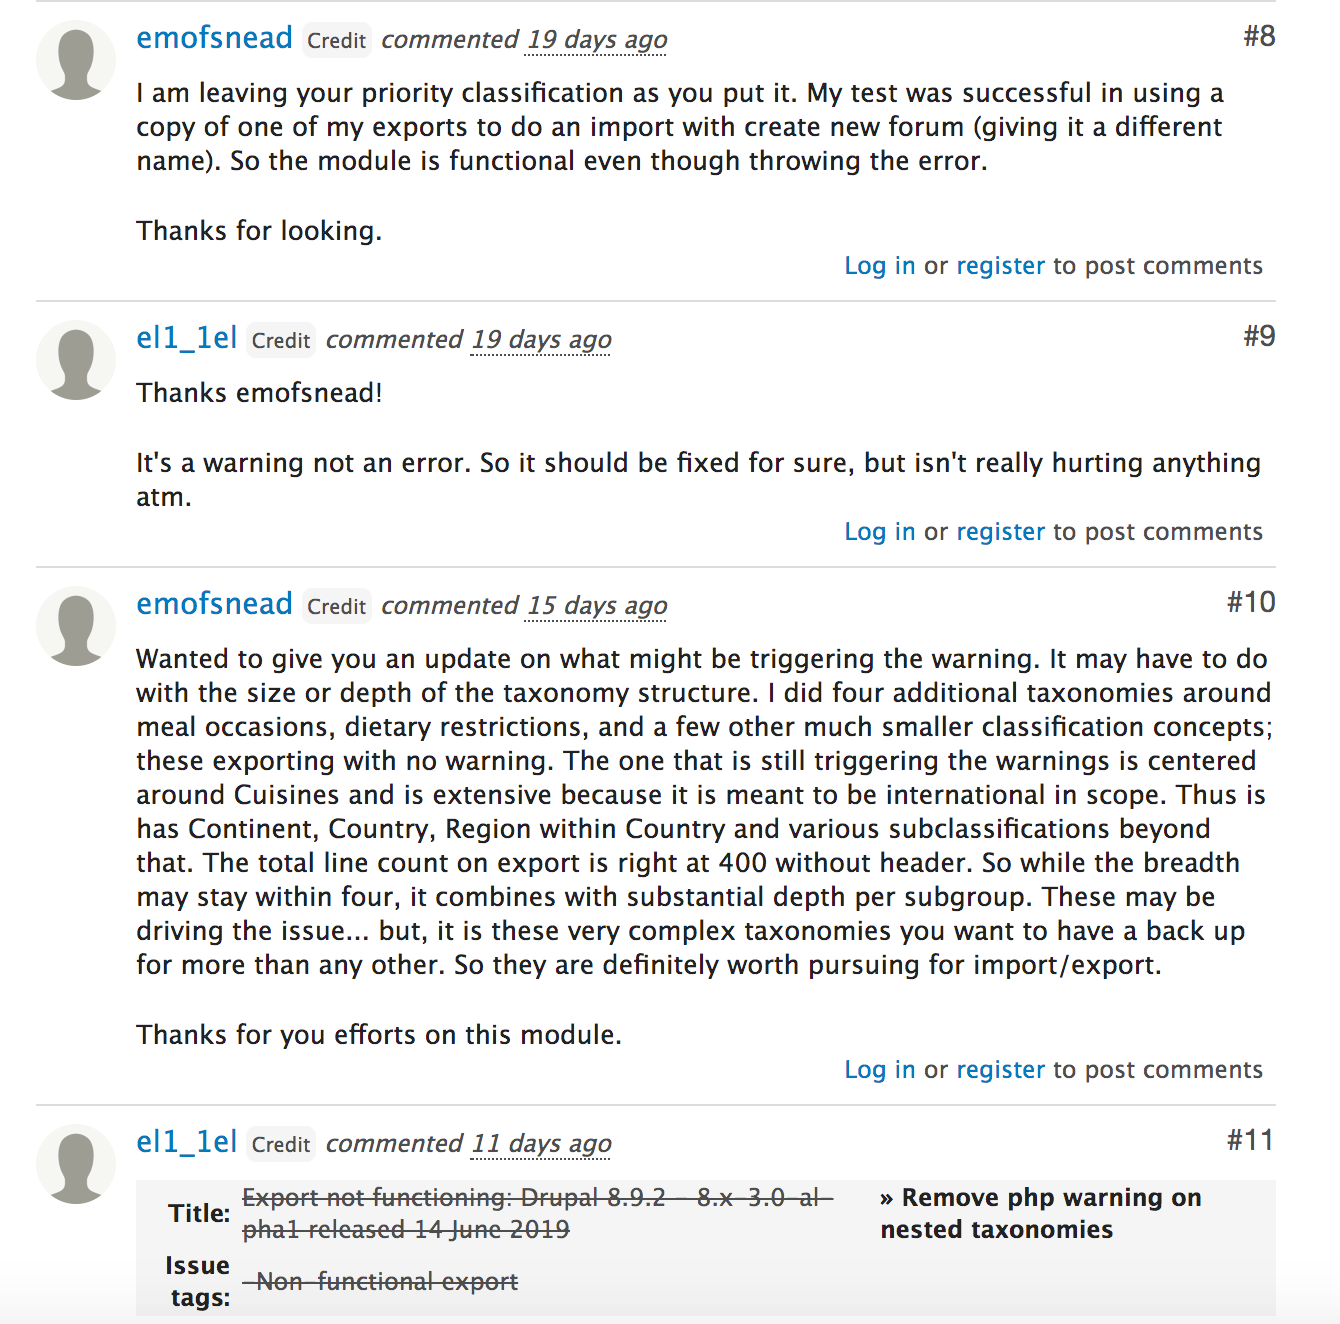 emofsnead Credit commented 19 days ago #8
I am leaving your priority classification as you put it. My test was successful in using a
copy of one of my exports to do an import with create new forum (giving it a different
name). So the module is functional even though throwing the error.
Thanks for looking.
Log in or register to post comments
el1_1el Credit commented 19 days ago #9
Thanks emofsnead!
It's a warning not an error. So it should be fixed for sure, but isn't really hurting anything
atm.
Log in or register to post comments
emofsnead Credit commented 15 days ago #10
Wanted to give you an update on what might be triggering the warning. It may have to do
with the size or depth of the taxonomy structure. I did four additional taxonomies around
meal occasions, dietary restrictions, and a few other much smaller classification concepts;
these exporting with no warning. The one that is still triggering the warnings is centered
around Cuisines and is extensive because it is meant to be international in scope. Thus is
has Continent, Country, Region within Country and various subclassifications beyond
that. The total line count on export is right at 400 without header. So while the breadth
may stay within four, it combines with substantial depth per subgroup. These may be
driving the issue... but, it is these very complex taxonomies you want to have a back up
for more than any other. So they are definitely worth pursuing for import/export.
Thanks for you efforts on this module.
Log in or register to post comments
el1_1el Credit commented 11 days ago #11
Title:
Export not functioning: Drupal 8.9.2 - 8.x-3.0-al-
pha1 released 14 June 2019
» Remove php warning on
nested taxonomies
Issue
tags:
-Non-functional export